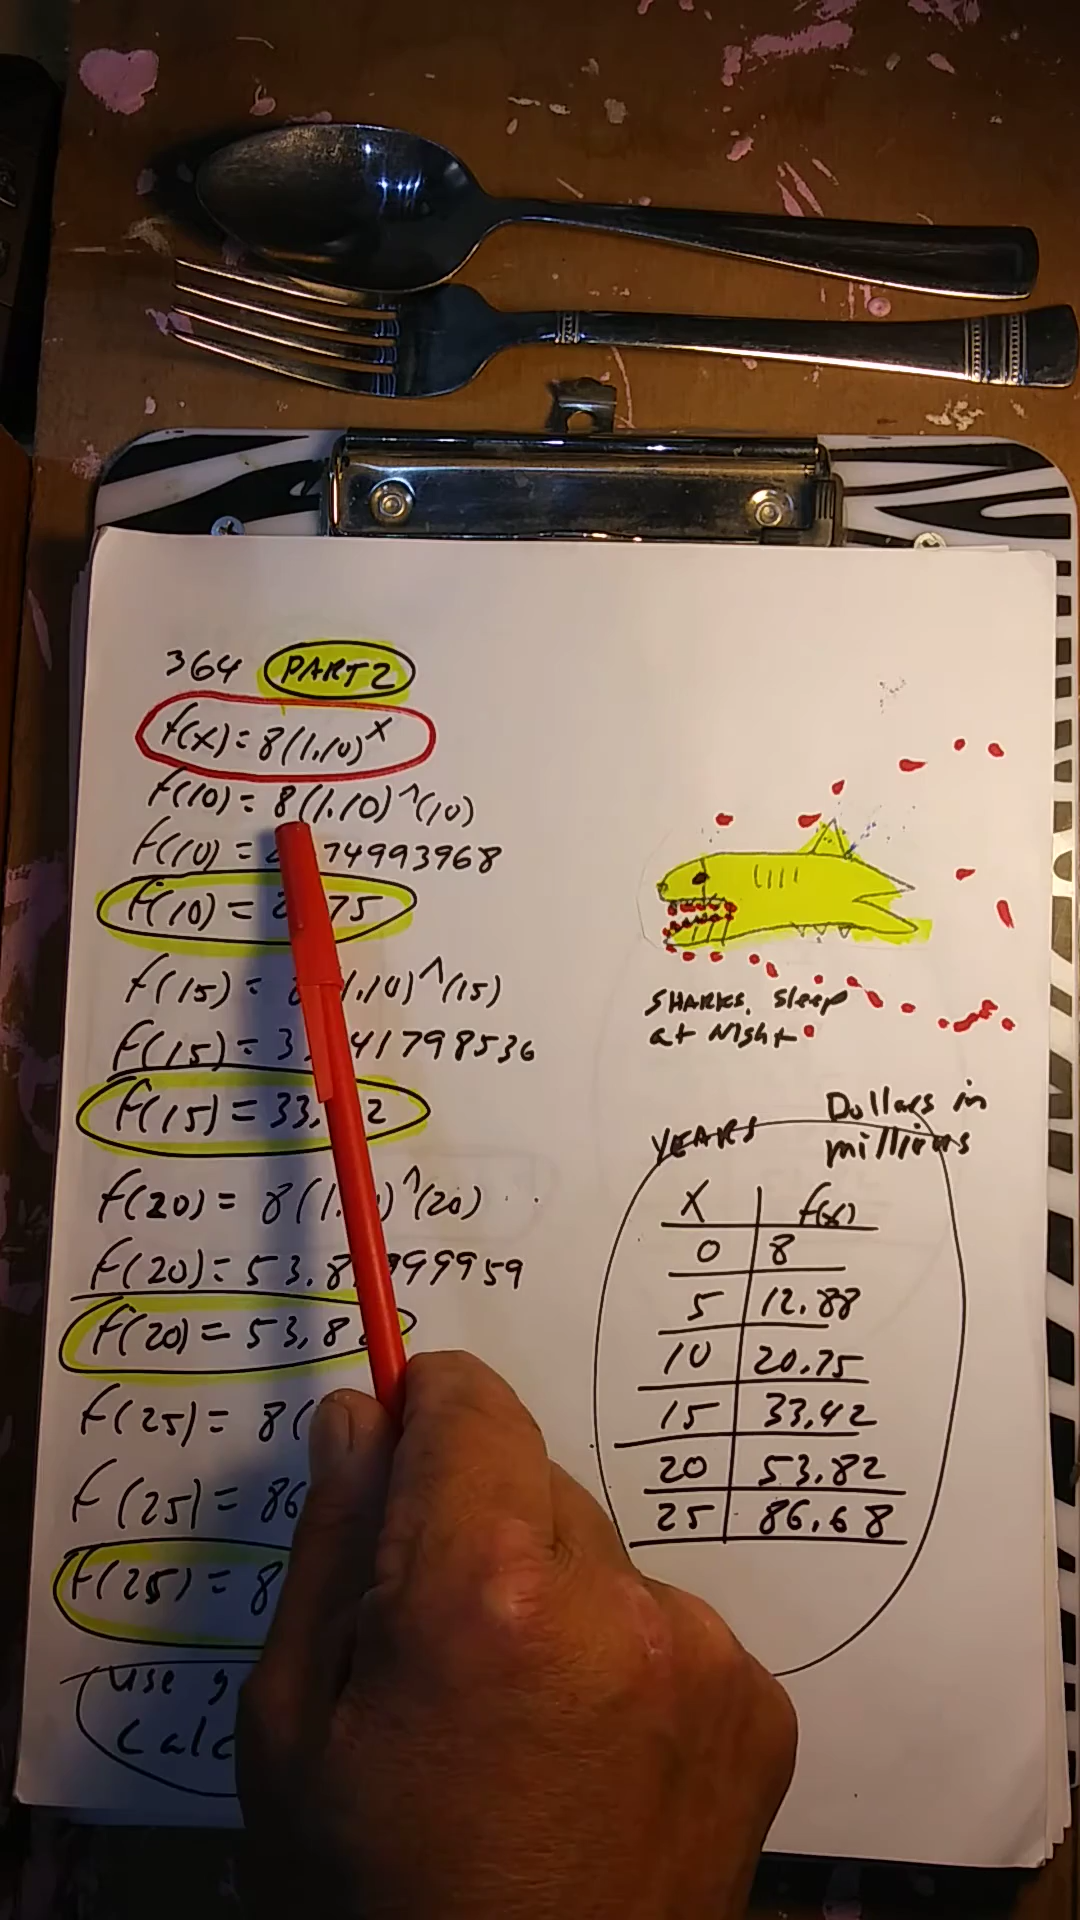 364 PART2
f(x) = 8(1.10)^x
f(10) = 8(1.10)^(10)
f(10) = 74993968
f(10) = 2 75
f(15) = 1.10)^(15)
f(15) = 3 41798536
f(15) = 33, 2
f(20) = 8(1. )^(20)
f(20) = 53.8 999959
f(20) = 53,8
f(25) = 8(
f(25) = 86
f(25) = 8
use g
calc
SHARKS, sleep
at Night
YEARS Dollars in
millions
X f(x)
0 8
5 12.88
10 20.75
15 33.42
20 53.82
25 86.68